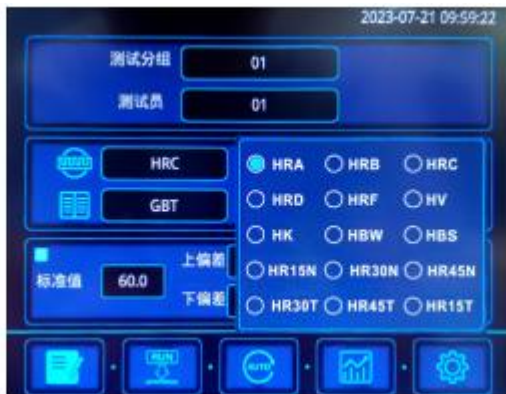 2023-07-21 09:59:22
测试分组 01
测试员 01
HRC
GBT
HRA HRB HRC
HRD HRF HV
HK HBW HBS
HR15N HR30N HR45N
HR30T HR45T HR15T
标准值 60.0
上偏差
下偏差
RUN
AUTO